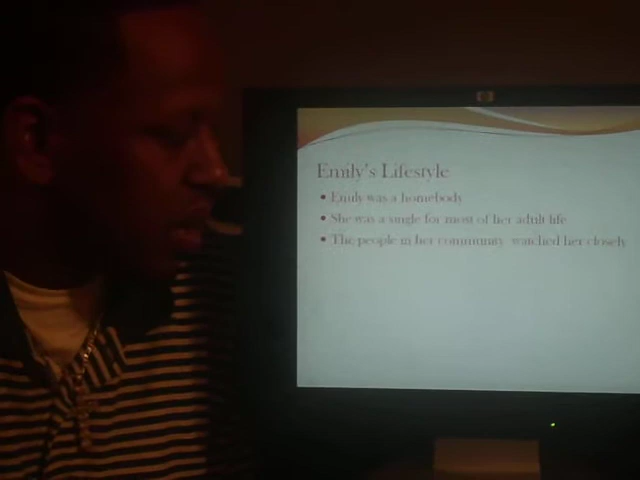 Emily's Lifestyle
• Emily was a homebody
• She was a single for most of her adult life
• The people in her community watched her closely
hp